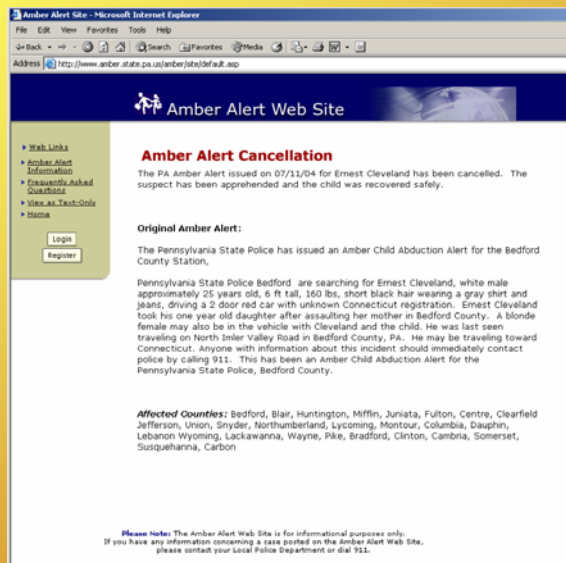 Amber Alert Site - Microsoft Internet Explorer
File Edit View Favorites Tools Help
Back Search Favorites Media
Address http://www.amber.state.pa.us/amber/site/default.asp
Amber Alert Web Site
Web Links
Amber Alert
Information
Frequently Asked
Questions
View as Text-Only
Home
Login
Register
Amber Alert Cancellation
The PA Amber Alert issued on 07/11/04 for Ernest Cleveland has been cancelled. The
suspect has been apprehended and the child was recovered safely.
Original Amber Alert:
The Pennsylvania State Police has issued an Amber Child Abduction Alert for the Bedford
County Station,
Pennsylvania State Police Bedford are searching for Ernest Cleveland, white male
approximately 25 years old, 6 ft tall, 160 lbs, short black hair wearing a gray shirt and
jeans, driving a 2 door red car with unknown Connecticut registration. Ernest Cleveland
took his one year old daughter after assaulting her mother in Bedford County. A blonde
female may also be in the vehicle with Cleveland and the child. He was last seen
traveling on North Imler Valley Road in Bedford County, PA. He may be traveling toward
Connecticut. Anyone with information about this incident should immediately contact
police by calling 911. This has been an Amber Child Abduction Alert for the
Pennsylvania State Police, Bedford County.
Affected Counties: Bedford, Blair, Huntington, Mifflin, Juniata, Fulton, Centre, Clearfield
Jefferson, Union, Snyder, Northumberland, Lycoming, Montour, Columbia, Dauphin,
Lebanon Wyoming, Lackawanna, Wayne, Pike, Bradford, Clinton, Cambria, Somerset,
Susquehanna, Carbon
Please Note: The Amber Alert Web Site is for informational purposes only.
If you have any information concerning a case posted on the Amber Alert Web Site,
please contact your Local Police Department or dial 911.